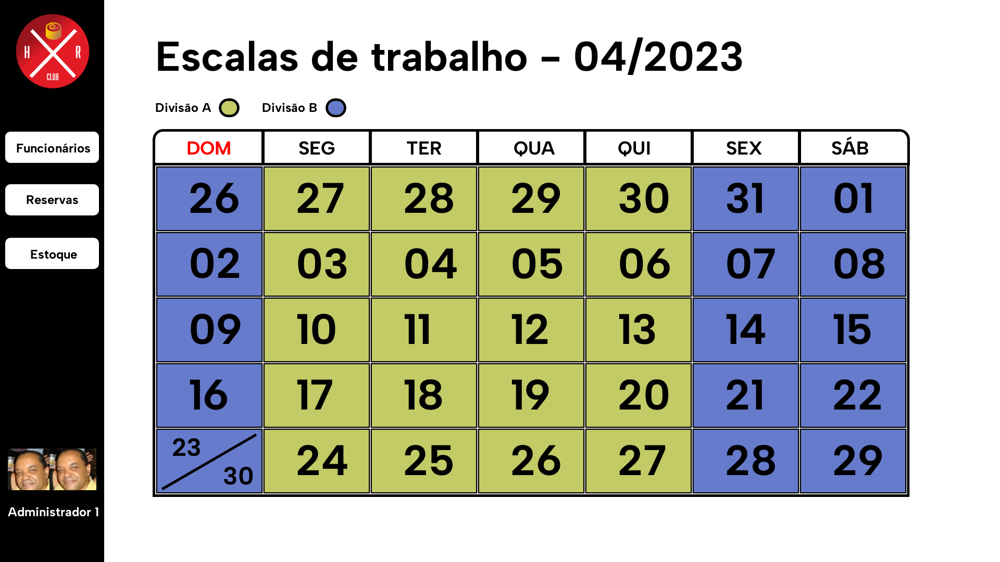 H R
CLUB
Funcionários
Reservas
Estoque
Administrador 1
Escalas de trabalho - 04/2023
Divisão A Divisão B
DOM SEG TER QUA QUI SEX SÁB
26 27 28 29 30 31 01
02 03 04 05 06 07 08
09 10 11 12 13 14 15
16 17 18 19 20 21 22
23/30 24 25 26 27 28 29